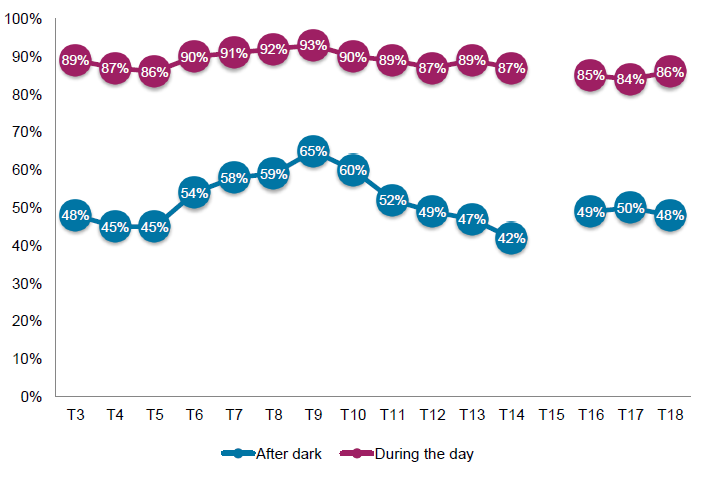 100%
90%
80%
70%
60%
50%
40%
30%
20%
10%
0%
89% 87% 86% 90% 91% 92% 93% 90% 89% 87% 89% 87% 85% 84% 86%
48% 45% 45% 54% 58% 59% 65% 60% 52% 49% 47% 42% 49% 50% 48%
T3 T4 T5 T6 T7 T8 T9 T10 T11 T12 T13 T14 T15 T16 T17 T18
After dark During the day